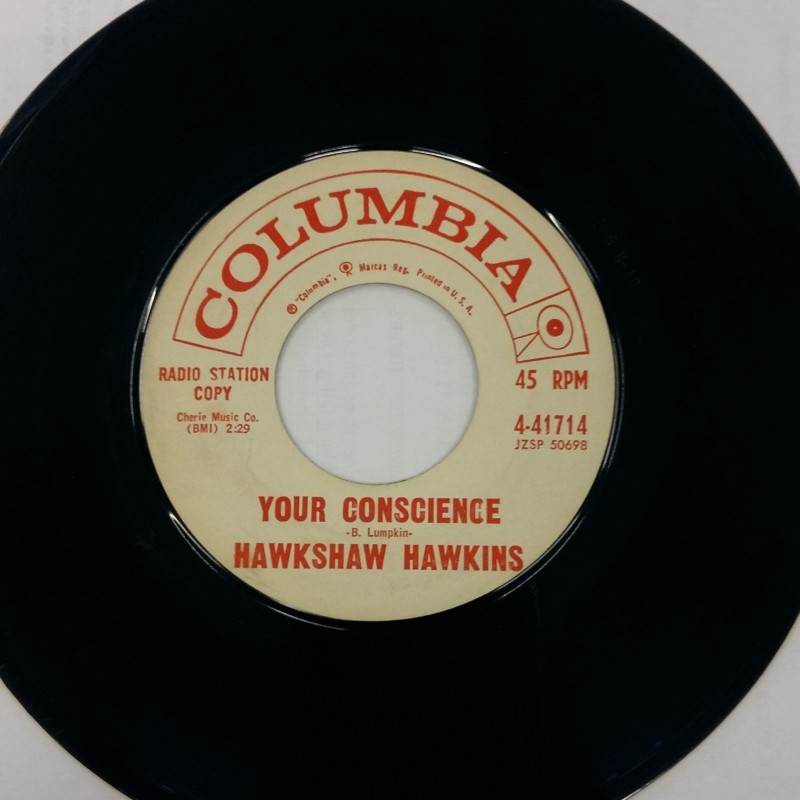 COLUMBIA
℗ "Columbia", Marcas Reg. Printed in U.S.A.
RADIO STATION
COPY
45 RPM
Cherie Music Co.
(BMI) 2:29
4-41714
JZSP 50698
YOUR CONSCIENCE
-B. Lumpkin-
HAWKSHAW HAWKINS